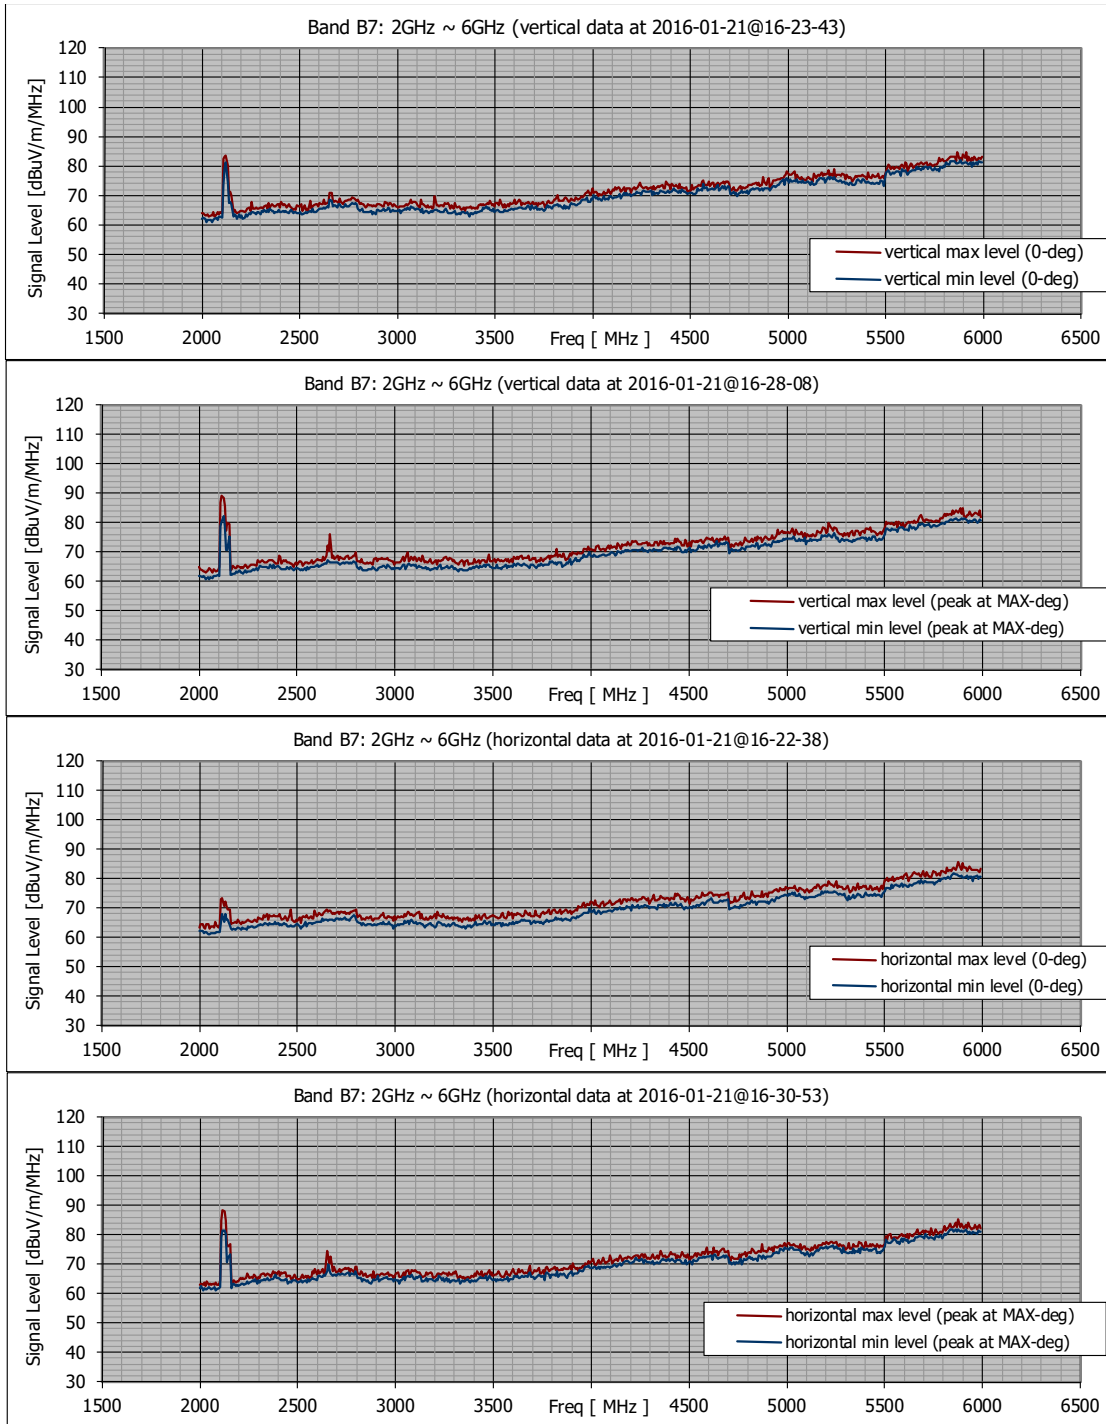 Band B7: 2GHz ~ 6GHz (vertical data at 2016-01-21@16-23-43)
Signal Level [dBuV/m/MHz]
120
110
100
90
80
70
60
50
40
30
vertical max level (0-deg)
vertical min level (0-deg)
1500 2000 2500 3000 3500 Freq [ MHz ] 4500 5000 5500 6000 6500
Band B7: 2GHz ~ 6GHz (vertical data at 2016-01-21@16-28-08)
Signal Level [dBuV/m/MHz]
120
110
100
90
80
70
60
50
40
30
vertical max level (peak at MAX-deg)
vertical min level (peak at MAX-deg)
1500 2000 2500 3000 3500 Freq [ MHz ] 4500 5000 5500 6000 6500
Band B7: 2GHz ~ 6GHz (horizontal data at 2016-01-21@16-22-38)
Signal Level [dBuV/m/MHz]
120
110
100
90
80
70
60
50
40
30
horizontal max level (0-deg)
horizontal min level (0-deg)
1500 2000 2500 3000 3500 Freq [ MHz ] 4500 5000 5500 6000 6500
Band B7: 2GHz ~ 6GHz (horizontal data at 2016-01-21@16-30-53)
Signal Level [dBuV/m/MHz]
120
110
100
90
80
70
60
50
40
30
horizontal max level (peak at MAX-deg)
horizontal min level (peak at MAX-deg)
1500 2000 2500 3000 3500 Freq [ MHz ] 4500 5000 5500 6000 6500